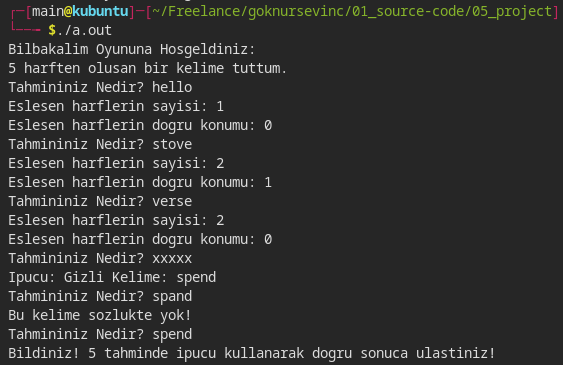 ┌─[main@kubuntu]─[~/Freelance/goknursevinc/01_source-code/05_project]
└──╼ $./a.out
Bilbakalim Oyununa Hosgeldiniz:
5 harften olusan bir kelime tuttum.
Tahmininiz Nedir? hello
Eslesen harflerin sayisi: 1
Eslesen harflerin dogru konumu: 0
Tahmininiz Nedir? stove
Eslesen harflerin sayisi: 2
Eslesen harflerin dogru konumu: 1
Tahmininiz Nedir? verse
Eslesen harflerin sayisi: 2
Eslesen harflerin dogru konumu: 0
Tahmininiz Nedir? xxxxx
Ipucu: Gizli Kelime: spend
Tahmininiz Nedir? spand
Bu kelime sozlukte yok!
Tahmininiz Nedir? spend
Bildiniz! 5 tahminde ipucu kullanarak dogru sonuca ulastiniz!